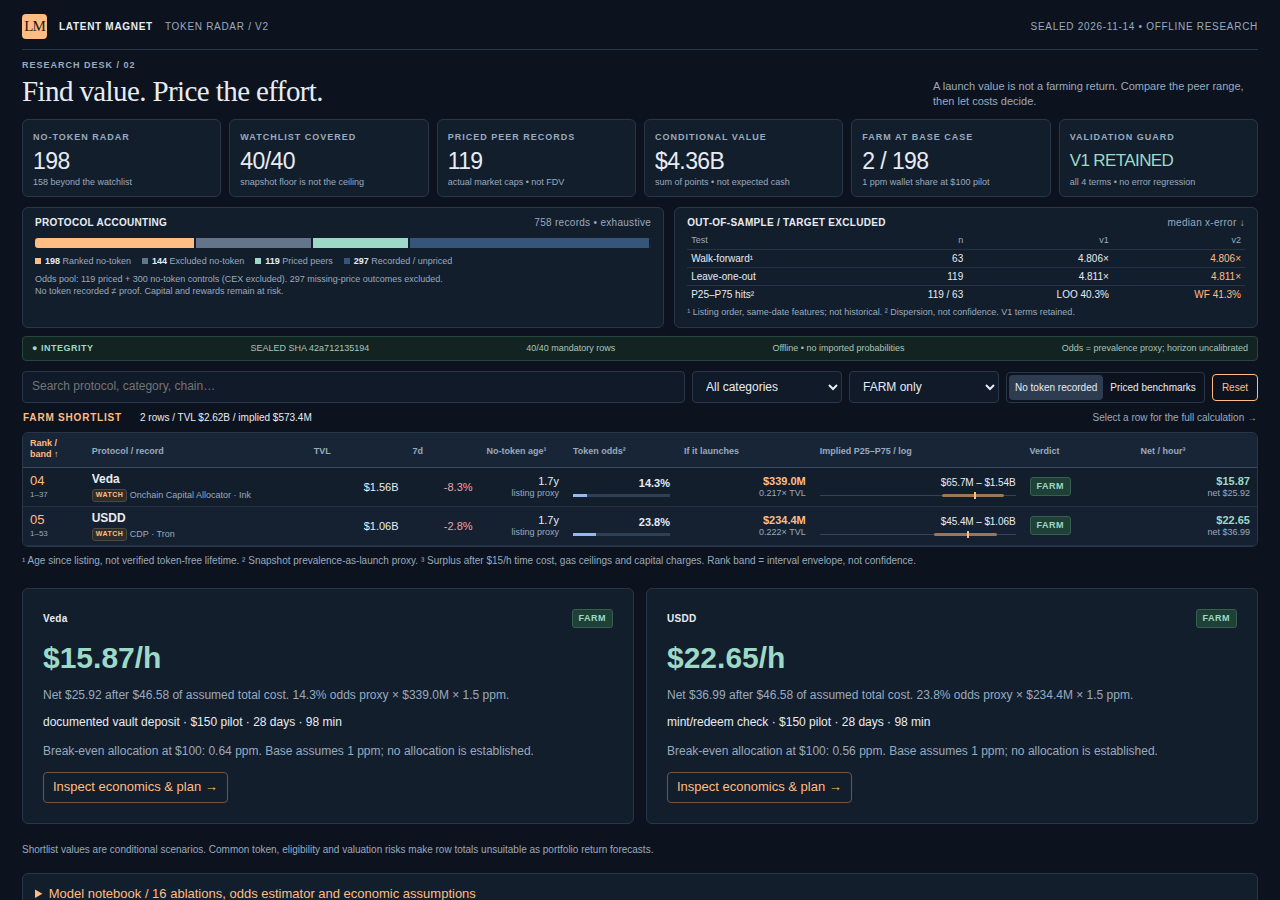 LM LATENT MAGNET TOKEN RADAR / V2 SEALED 2026-11-14 • OFFLINE RESEARCH
RESEARCH DESK / 02
Find value. Price the effort.
A launch value is not a farming return. Compare the peer range,
then let costs decide.
NO-TOKEN RADAR
198
158 beyond the watchlist
WATCHLIST COVERED
40/40
snapshot floor is not the ceiling
PRICED PEER RECORDS
119
actual market caps • not FDV
CONDITIONAL VALUE
$4.36B
sum of points • not expected cash
FARM AT BASE CASE
2 / 198
1 ppm wallet share at $100 pilot
VALIDATION GUARD
V1 RETAINED
all 4 terms • no error regression
PROTOCOL ACCOUNTING 758 records • exhaustive
198 Ranked no-token 144 Excluded no-token 119 Priced peers 297 Recorded / unpriced
Odds pool: 119 priced + 300 no-token controls (CEX excluded). 297 missing-price outcomes excluded.
No token recorded ≠ proof. Capital and rewards remain at risk.
OUT-OF-SAMPLE / TARGET EXCLUDED median x-error ↓
Test n v1 v2
Walk-forward¹ 63 4.806× 4.806×
Leave-one-out 119 4.811× 4.811×
P25–P75 hits² 119 / 63 LOO 40.3% WF 41.3%
¹ Listing order, same-date features; not historical. ² Dispersion, not confidence. V1 terms retained.
● INTEGRITY SEALED SHA 42a712135194 40/40 mandatory rows Offline • no imported probabilities Odds = prevalence proxy; horizon uncalibrated
Search protocol, category, chain… All categories FARM only No token recorded Priced benchmarks Reset
FARM SHORTLIST 2 rows / TVL $2.62B / implied $573.4M Select a row for the full calculation →
Rank / band ↑ Protocol / record TVL 7d No-token age¹ Token odds² If it launches Implied P25–P75 / log Verdict Net / hour³
04 Veda $1.56B -8.3% 1.7y 14.3% $339.0M $65.7M – $1.54B FARM $15.87
1–37 WATCH Onchain Capital Allocator · Ink listing proxy 0.217× TVL net $25.92
05 USDD $1.06B -2.8% 1.7y 23.8% $234.4M $45.4M – $1.06B FARM $22.65
1–53 WATCH CDP · Tron listing proxy 0.222× TVL net $36.99
¹ Age since listing, not verified token-free lifetime. ² Snapshot prevalence-as-launch proxy. ³ Surplus after $15/h time cost, gas ceilings and capital charges. Rank band = interval envelope, not confidence.
Veda FARM
$15.87/h
Net $25.92 after $46.58 of assumed total cost. 14.3% odds proxy × $339.0M × 1.5 ppm.
documented vault deposit · $150 pilot · 28 days · 98 min
Break-even allocation at $100: 0.64 ppm. Base assumes 1 ppm; no allocation is established.
Inspect economics & plan →
USDD FARM
$22.65/h
Net $36.99 after $46.58 of assumed total cost. 23.8% odds proxy × $234.4M × 1.5 ppm.
mint/redeem check · $150 pilot · 28 days · 98 min
Break-even allocation at $100: 0.56 ppm. Base assumes 1 ppm; no allocation is established.
Inspect economics & plan →
Shortlist values are conditional scenarios. Common token, eligibility and valuation risks make row totals unsuitable as portfolio return forecasts.
▶ Model notebook / 16 ablations, odds estimator and economic assumptions